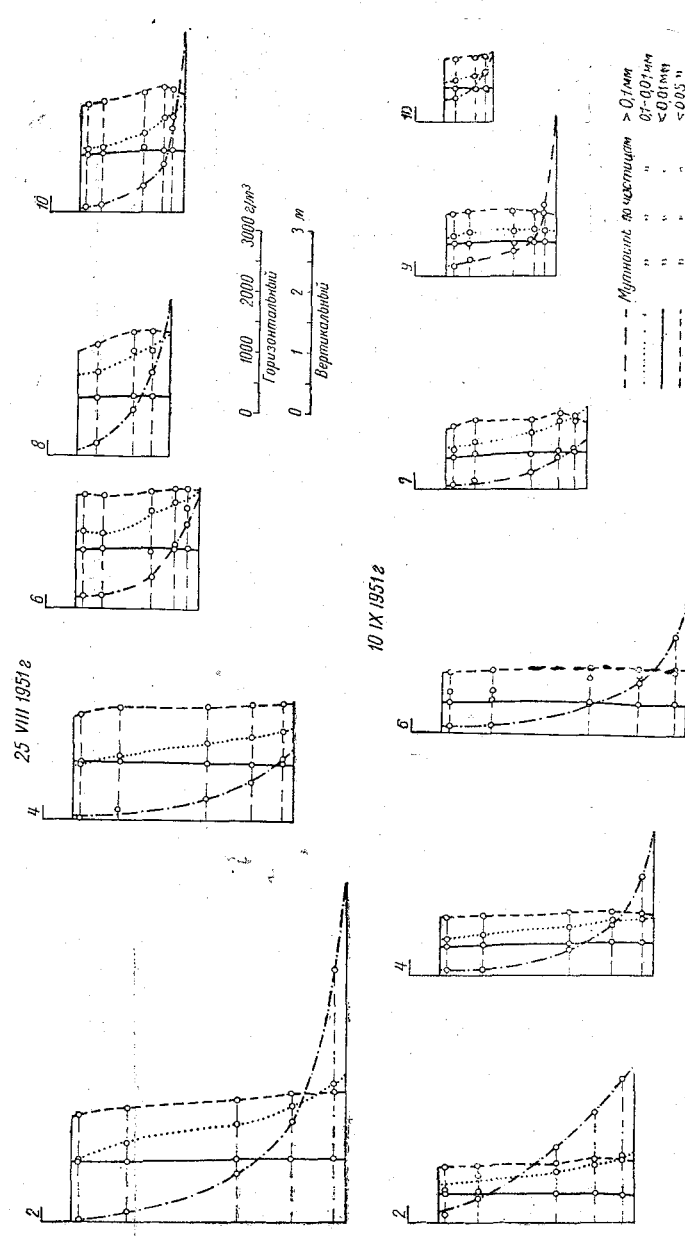 25 VIII 1951 г
2
4
6
8
10
0 1000 2000 3000 г/м³
Горизонтальный
0 1 2 3 м
Вертикальный
10 IX 1951 г
2
4
6
7
9
10
Мутность по частицам > 0,1 мм
" " " 0,1-0,01 мм
" " " < 0,01 мм
" " " < 0,05 "